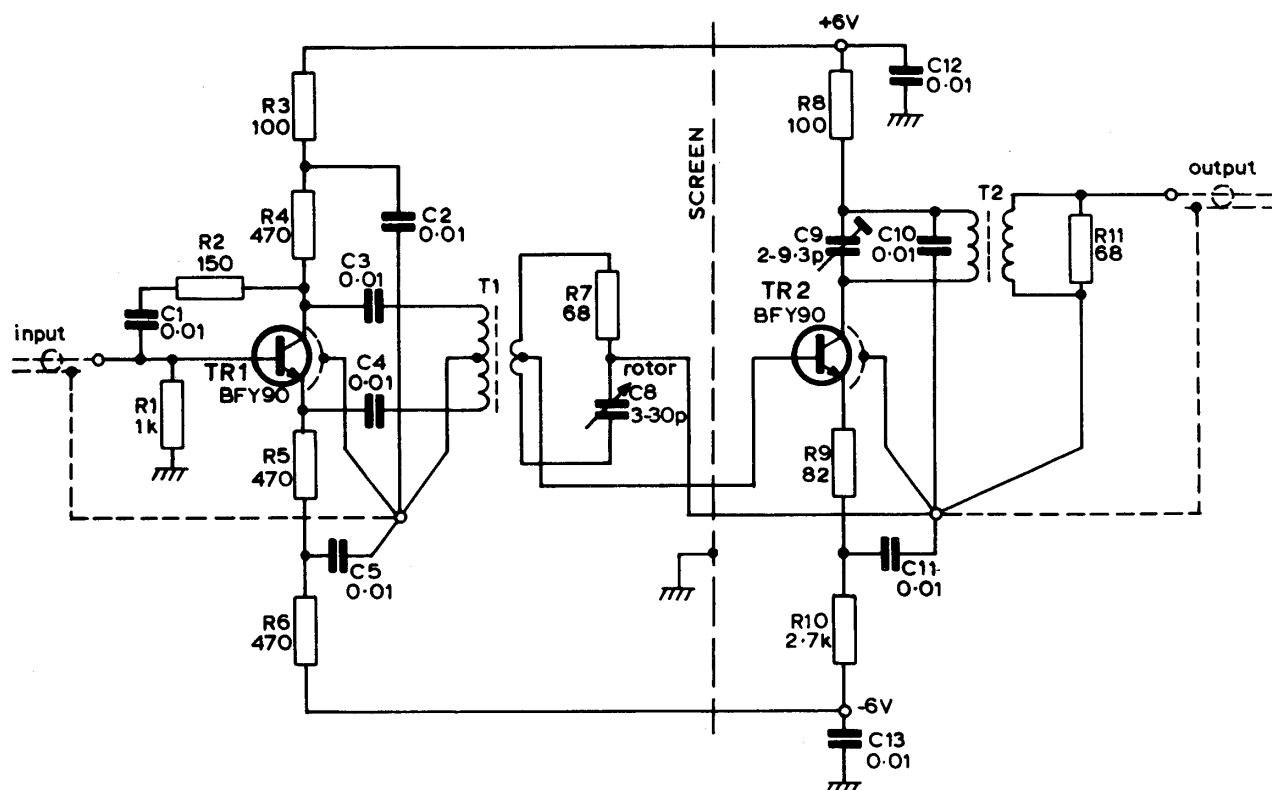 +6V
C12
0·01
R3
100
R8
100
SCREEN
output
T2
R4
470
C2
0·01
C9
2-9·3p
C10
0·01
R11
68
R2
150
C3
0·01
T1
R7
68
TR2
BFY90
C1
0·01
input
TR1
BFY90
C4
0·01
rotor
C8
3-30p
R1
1k
R5
470
R9
82
C5
0·01
C11
0·01
R6
470
R10
2·7k
-6V
C13
0·01